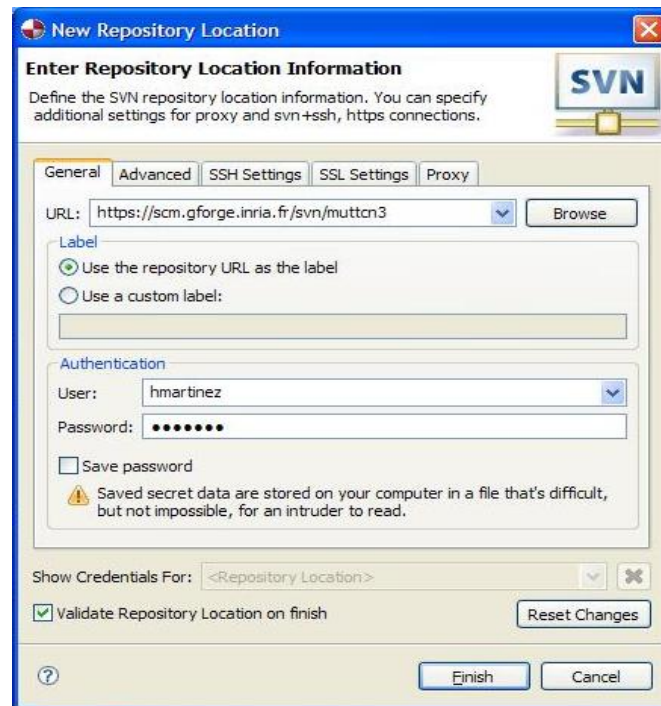 New Repository Location
Enter Repository Location Information
Define the SVN repository location information. You can specify
additional settings for proxy and svn+ssh, https connections.
SVN
General Advanced SSH Settings SSL Settings Proxy
URL: https://scm.gforge.inria.fr/svn/muttcn3 Browse
Label
Use the repository URL as the label
Use a custom label:
Authentication
User: hmartinez
Password: •••••••
Save password
Saved secret data are stored on your computer in a file that's difficult,
but not impossible, for an intruder to read.
Show Credentials For: <Repository Location>
Validate Repository Location on finish Reset Changes
? Finish Cancel